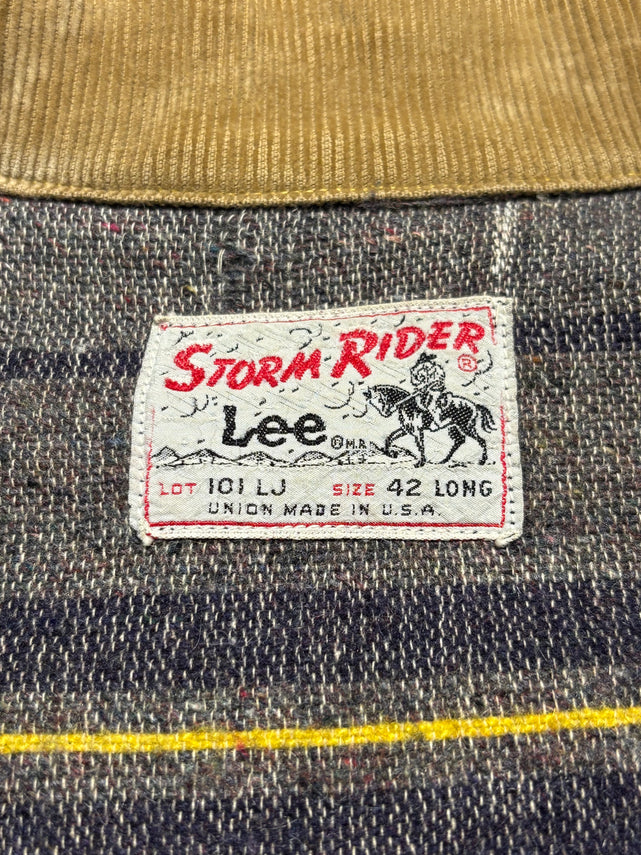 STORM RIDER ®
Lee ® M.R.
LOT 101 LJ SIZE 42 LONG
UNION MADE IN U.S.A.